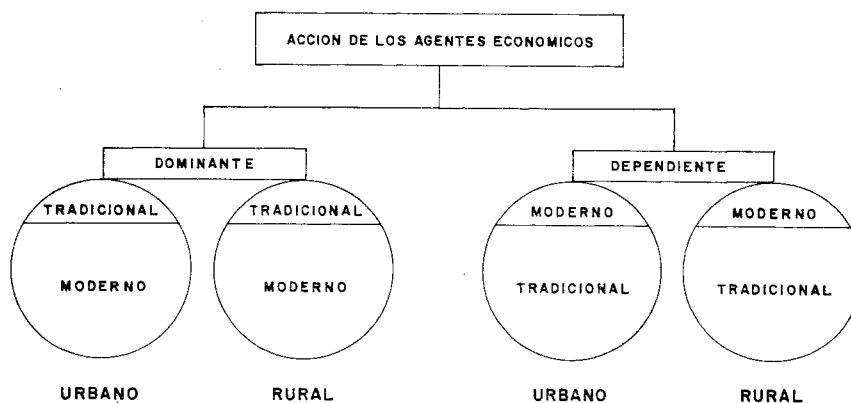 ACCION DE LOS AGENTES ECONOMICOS
DOMINANTE
DEPENDIENTE
TRADICIONAL
TRADICIONAL
MODERNO
MODERNO
MODERNO
MODERNO
TRADICIONAL
TRADICIONAL
URBANO
RURAL
URBANO
RURAL